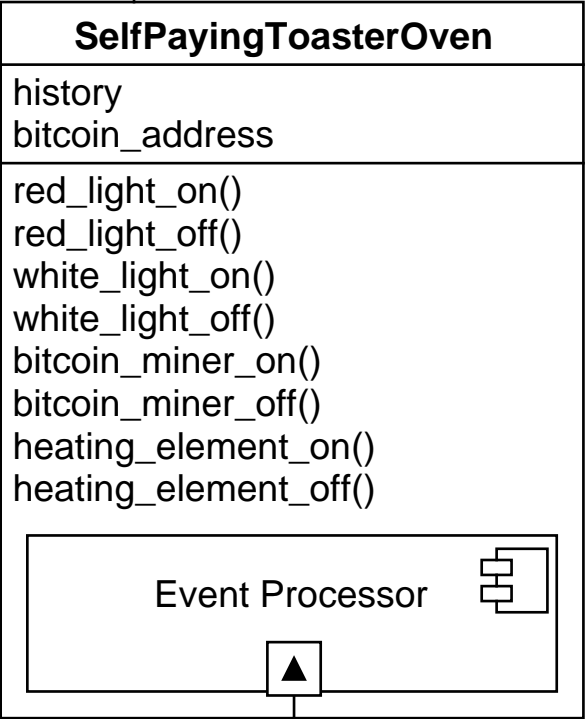 SelfPayingToasterOven
history
bitcoin_address
red_light_on()
red_light_off()
white_light_on()
white_light_off()
bitcoin_miner_on()
bitcoin_miner_off()
heating_element_on()
heating_element_off()
Event Processor